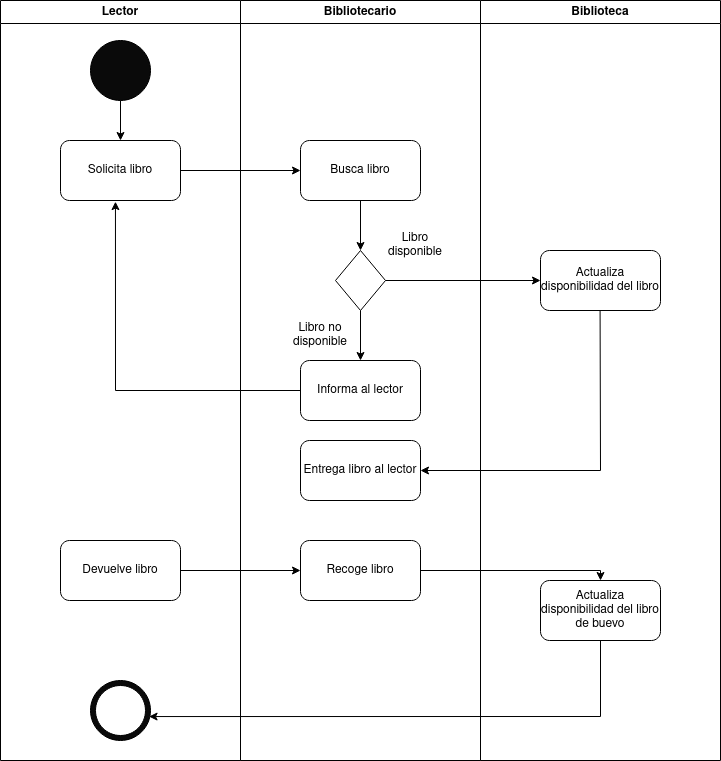 Lector
Bibliotecario
Biblioteca
Solicita libro
Busca libro
Libro
disponible
Actualiza
disponibilidad del libro
Libro no
disponible
Informa al lector
Entrega libro al lector
Devuelve libro
Recoge libro
Actualiza
disponibilidad del libro
de buevo